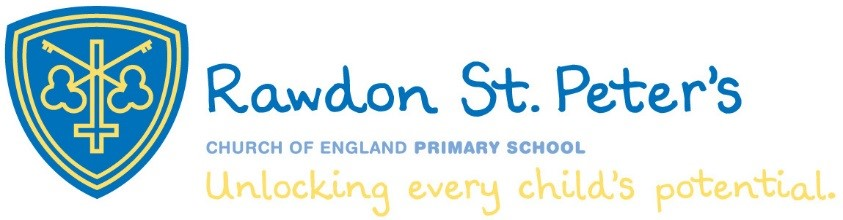 Rawdon St. Peter's
CHURCH OF ENGLAND PRIMARY SCHOOL
Unlocking every child's potential.